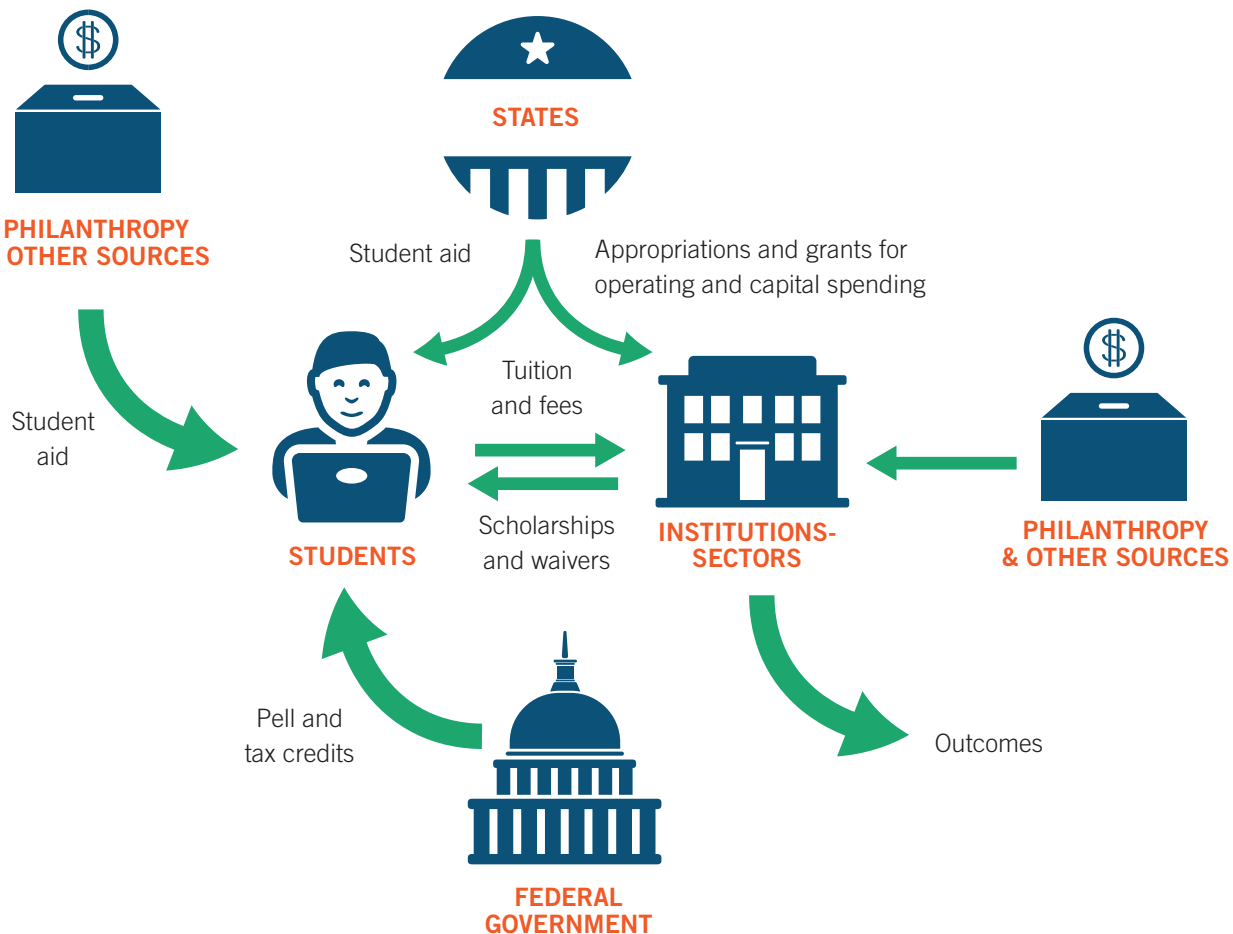 STATES
PHILANTHROPY
OTHER SOURCES
Student aid
Appropriations and grants for
operating and capital spending
Tuition
and fees
Student
aid
Scholarships
and waivers
STUDENTS
INSTITUTIONS-
SECTORS
PHILANTHROPY
& OTHER SOURCES
Pell and
tax credits
Outcomes
FEDERAL
GOVERNMENT